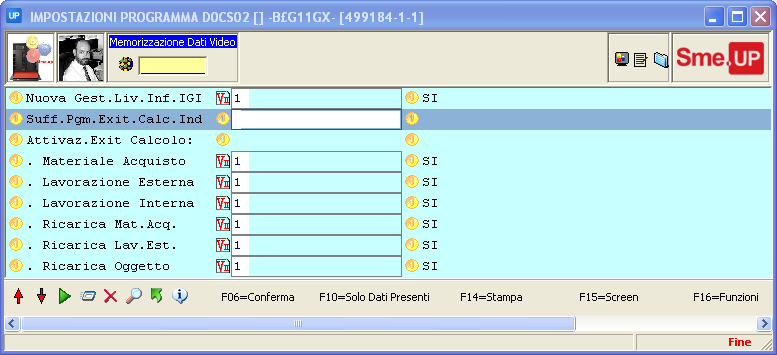 UP IMPOSTAZIONI PROGRAMMA D0CS02 [] -B£G11GX- [499184-1-1]
Memorizzazione Dati Video
Sme.UP
Nuova Gest.Liv.Inf.IGI V2 1 SI
Suff.Pgm.Exit.Calc.Ind
Attivaz.Exit Calcolo:
. Materiale Acquisto 1 SI
. Lavorazione Esterna 1 SI
. Lavorazione Interna 1 SI
. Ricarica Mat.Acq. 1 SI
. Ricarica Lav.Est. 1 SI
. Ricarica Oggetto 1 SI
F06=Conferma F10=Solo Dati Presenti F14=Stampa F15=Screen F16=Funzioni
Fine